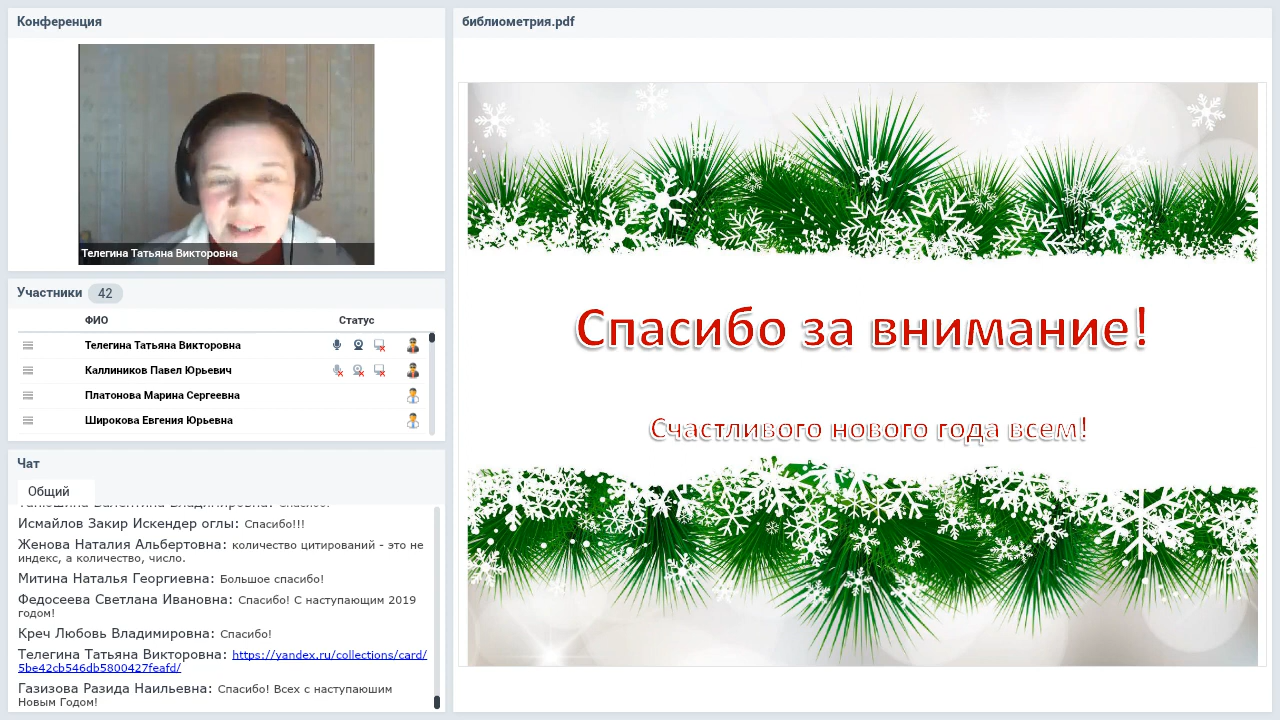 Конференция
Телегина Татьяна Викторовна
Участники 42
ФИО Статус
Телегина Татьяна Викторовна
Каллиников Павел Юрьевич
Платонова Марина Сергеевна
Широкова Евгения Юрьевна
Чат
Общий
Исмайлов Закир Искендер оглы: Спасибо!!!
Женова Наталия Альбертовна: количество цитирований - это не
индекс, а количество, число.
Митина Наталья Георгиевна: Большое спасибо!
Федосеева Светлана Ивановна: Спасибо! С наступающим 2019
годом!
Креч Любовь Владимировна: Спасибо!
Телегина Татьяна Викторовна: https://yandex.ru/collections/card/
5be42cb546db5800427feafd/
Газизова Разида Наильевна: Спасибо! Всех с наступаюшим
Новым Годом!
библиометрия.pdf
Спасибо за внимание!
Счастливого нового года всем!